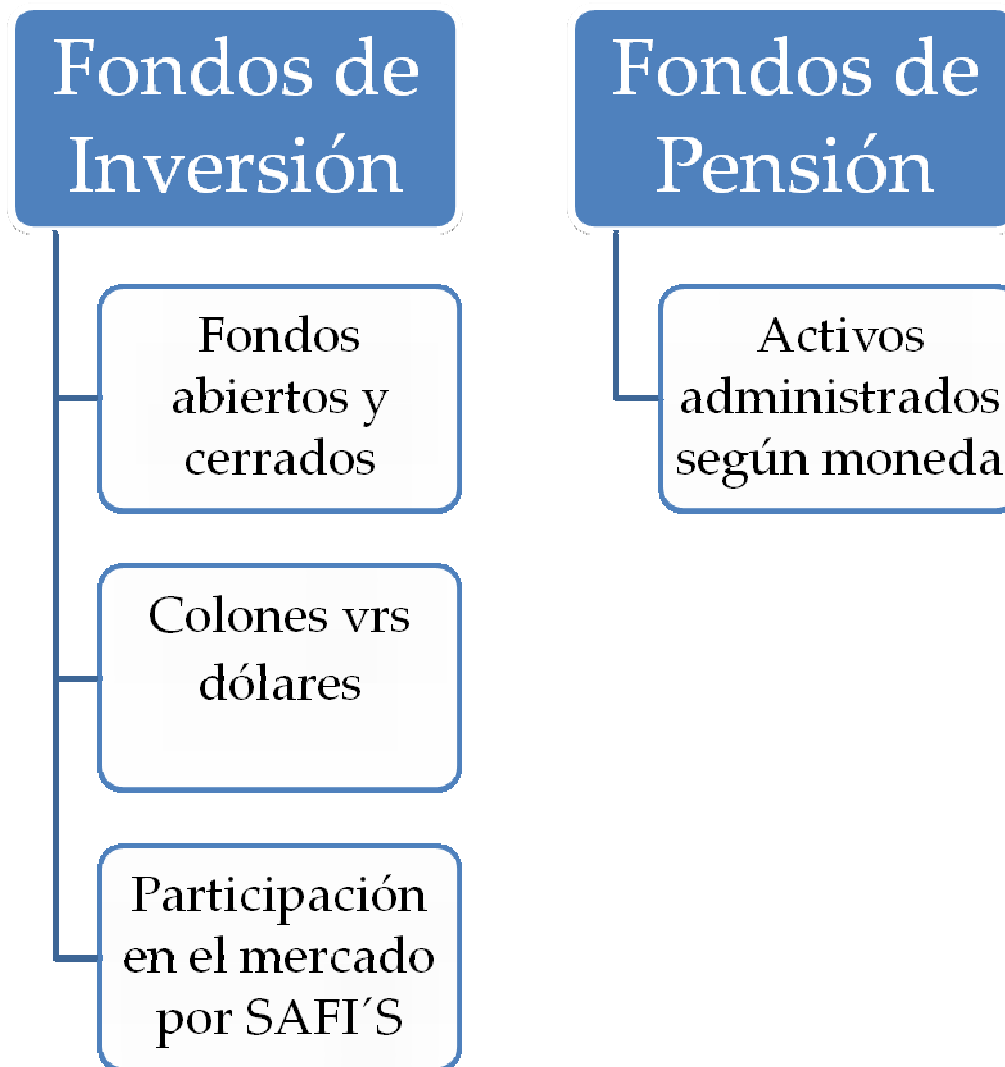 Fondos de
Inversión
Fondos
abiertos y
cerrados
Colones vrs
dólares
Participación
en el mercado
por SAFI´S
Fondos de
Pensión
Activos
administrados
según moneda